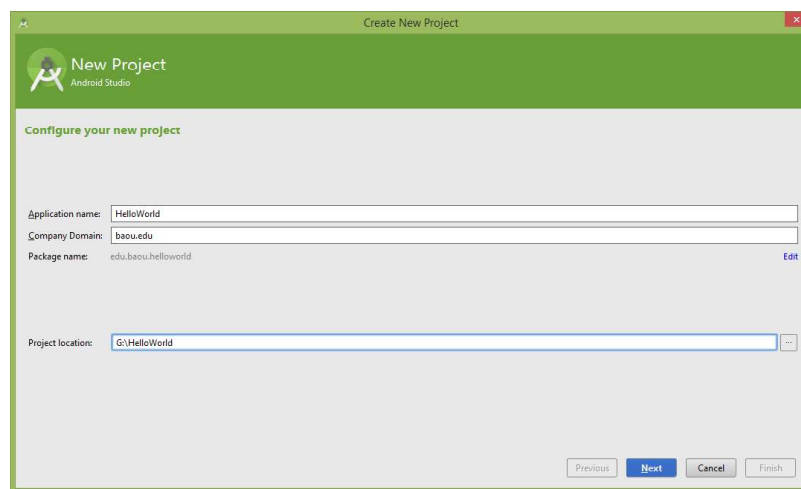 Create New Project
New Project
Android Studio
Configure your new project
Application name: HelloWorld
Company Domain: baou.edu
Package name: edu.baou.helloworld Edit
Project location: G:\HelloWorld ...
Previous Next Cancel Finish